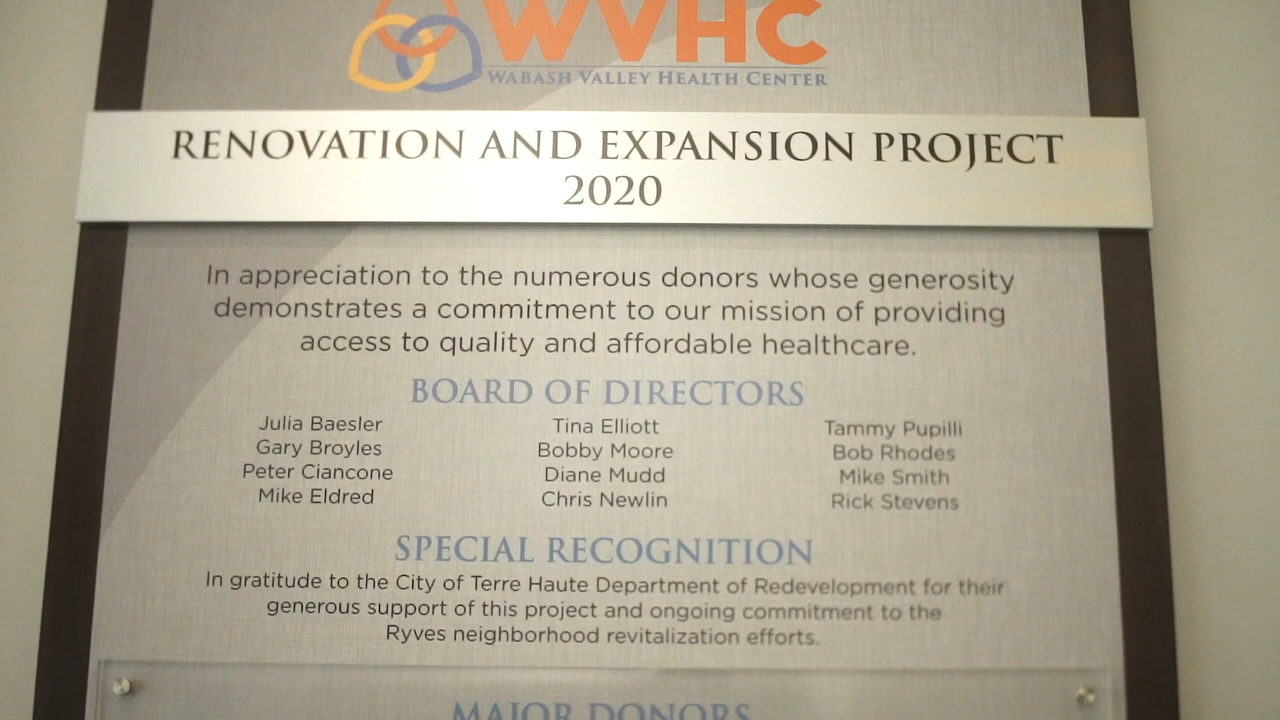 WVHC
WABASH VALLEY HEALTH CENTER
RENOVATION AND EXPANSION PROJECT
2020
In appreciation to the numerous donors whose generosity
demonstrates a commitment to our mission of providing
access to quality and affordable healthcare.
BOARD OF DIRECTORS
Julia Baesler Tina Elliott Tammy Pupilli
Gary Broyles Bobby Moore Bob Rhodes
Peter Ciancone Diane Mudd Mike Smith
Mike Eldred Chris Newlin Rick Stevens
SPECIAL RECOGNITION
In gratitude to the City of Terre Haute Department of Redevelopment for their
generous support of this project and ongoing commitment to the
Ryves neighborhood revitalization efforts.
MAJOR DONORS